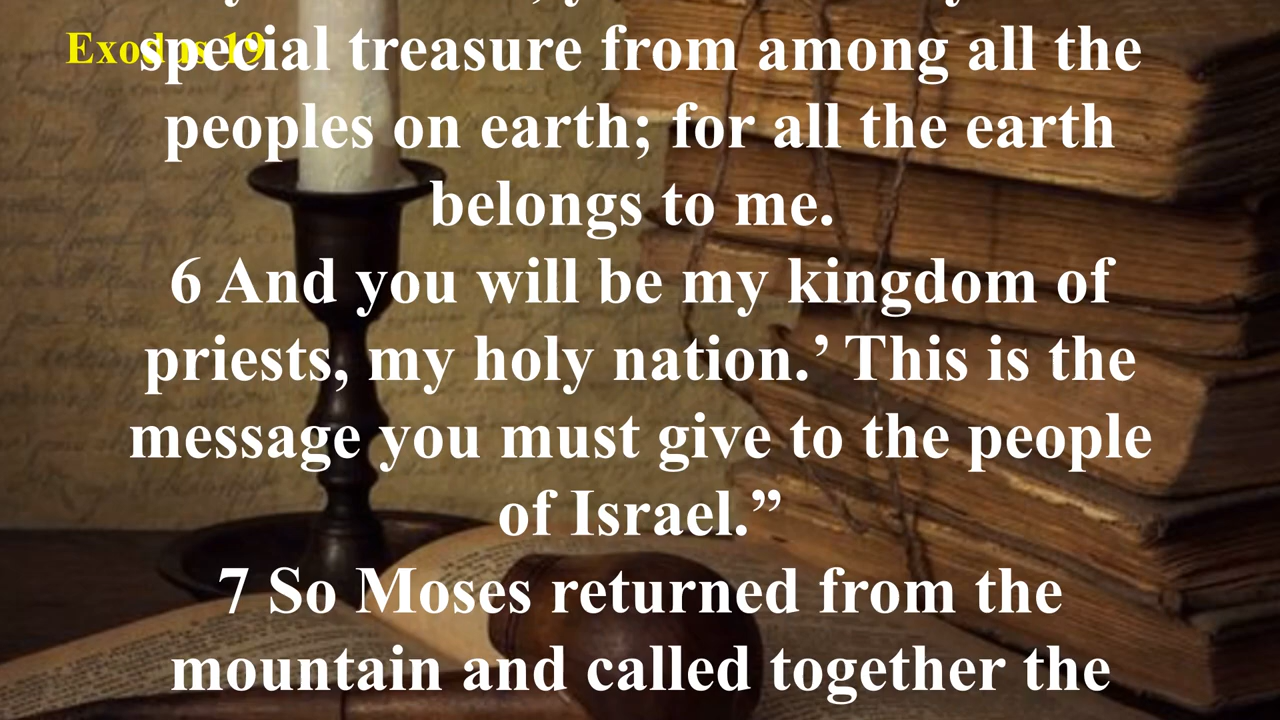 Exodus 19
special treasure from among all the
peoples on earth; for all the earth
belongs to me.
6 And you will be my kingdom of
priests, my holy nation.’ This is the
message you must give to the people
of Israel.”
7 So Moses returned from the
mountain and called together the